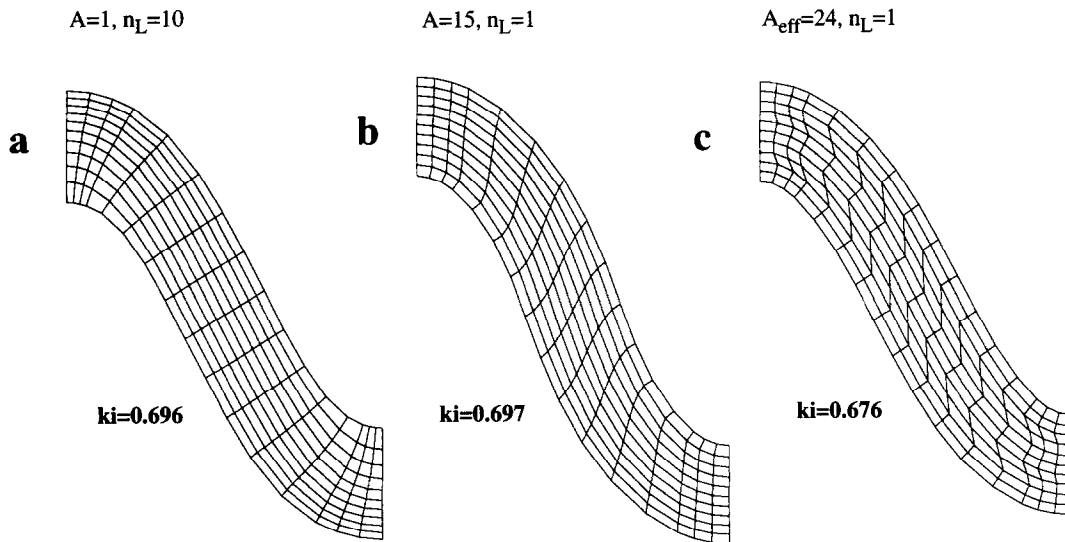 A=1, n_L=10
A=15, n_L=1
A_eff=24, n_L=1
a
b
c
ki=0.696
ki=0.697
ki=0.676